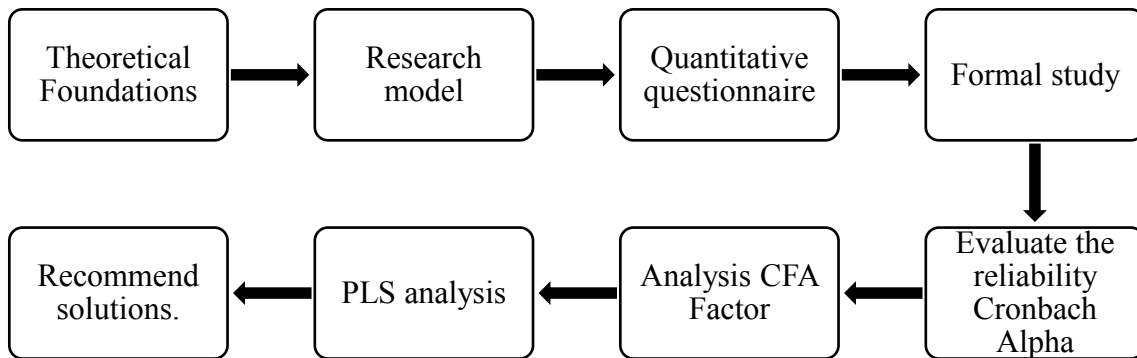 Theoretical
Foundations
Research
model
Quantitative
questionnaire
Formal study
Evaluate the
reliability
Cronbach
Alpha
Analysis CFA
Factor
PLS analysis
Recommend
solutions.